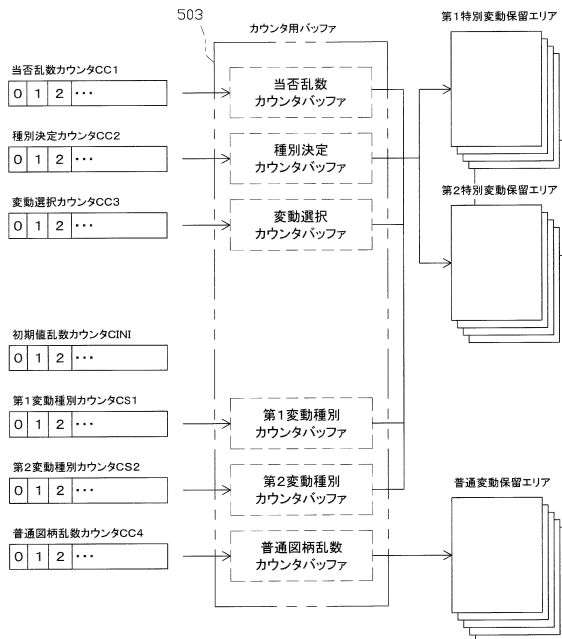 503
カウンタ用バッファ
第1特別変動保留エリア
当否乱数カウンタCC1
0 1 2 ･･･
当否乱数
カウンタバッファ
種別決定カウンタCC2
0 1 2 ･･･
種別決定
カウンタバッファ
変動選択カウンタCC3
0 1 2 ･･･
変動選択
カウンタバッファ
第2特別変動保留エリア
初期値乱数カウンタCINI
0 1 2 ･･･
第1変動種別カウンタCS1
0 1 2 ･･･
第1変動種別
カウンタバッファ
第2変動種別カウンタCS2
0 1 2 ･･･
第2変動種別
カウンタバッファ
普通変動保留エリア
普通図柄乱数カウンタCC4
0 1 2 ･･･
普通図柄乱数
カウンタバッファ